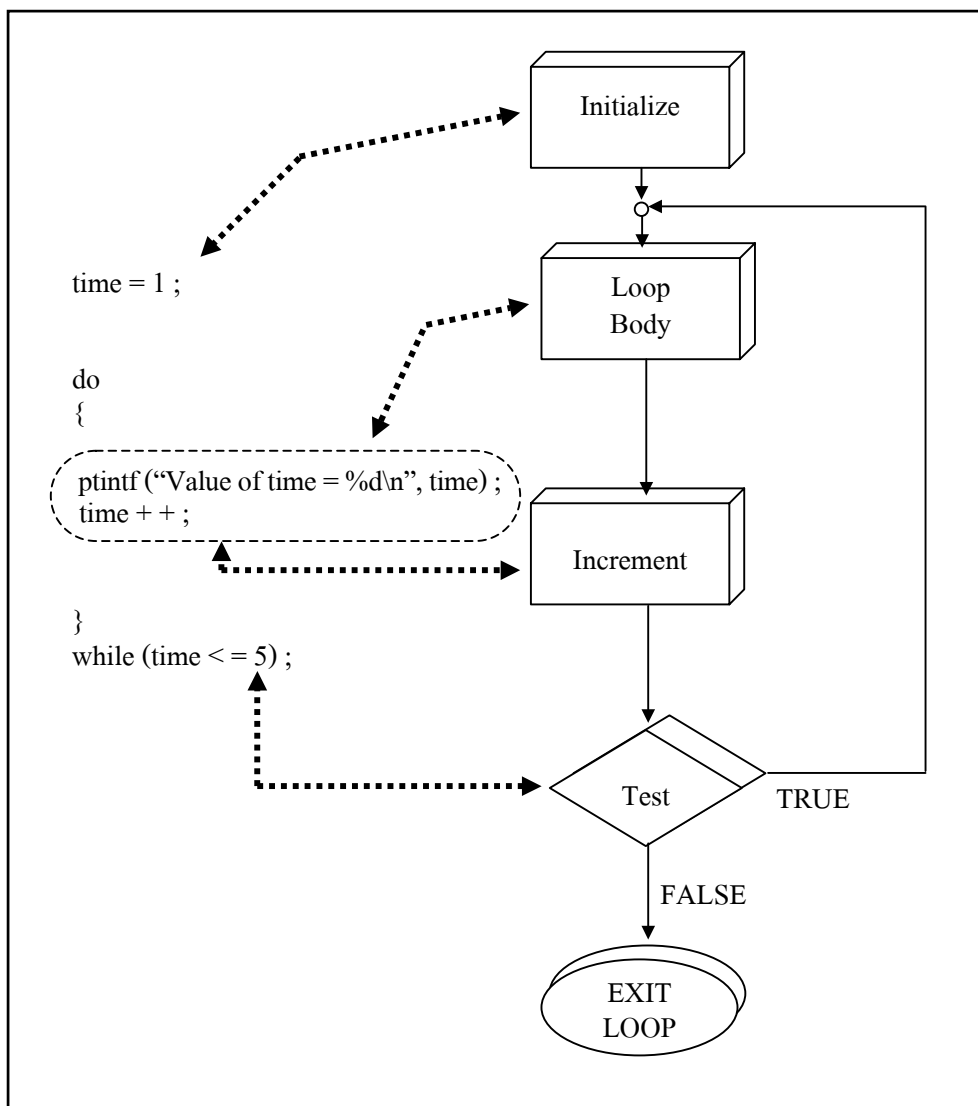 Initialize
time = 1 ;
Loop
Body
do
{
ptintf (“Value of time = %d\n”, time) ;
time + + ;
Increment
}
while (time < = 5) ;
Test
TRUE
FALSE
EXIT
LOOP